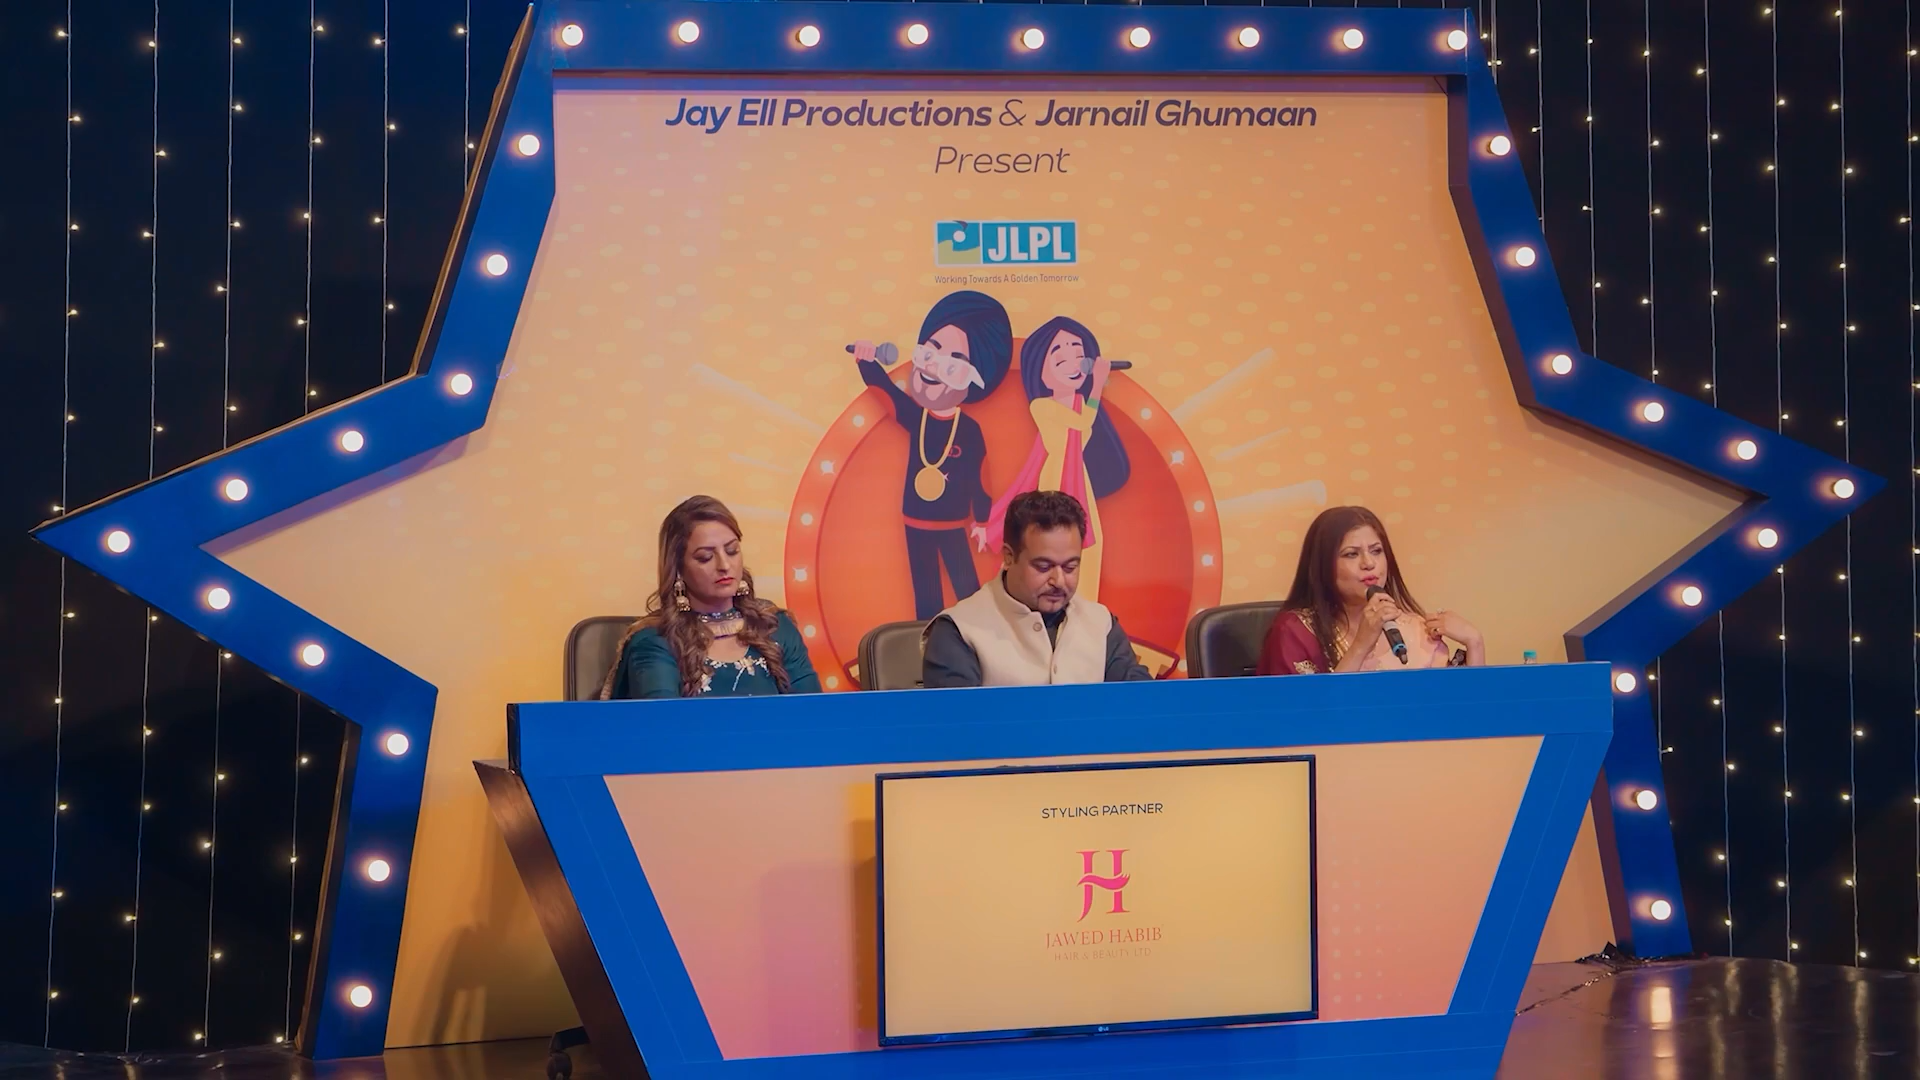 Jay Ell Productions & Jarnail Ghumaan
Present
JLPL
Working Towards A Golden Tomorrow
STYLING PARTNER
JH
JAWED HABIB
HAIR & BEAUTY LTD
LG